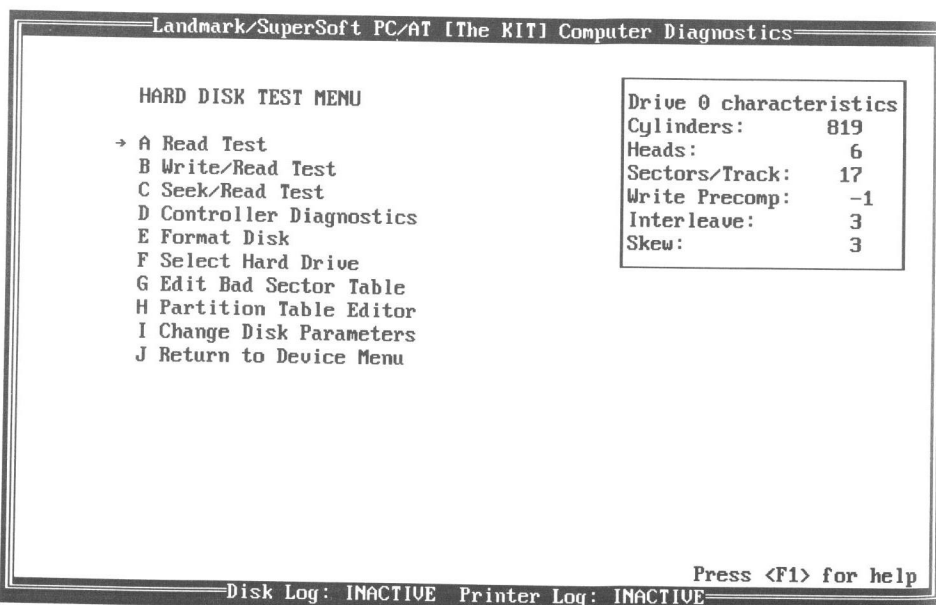 Landmark/SuperSoft PC/AT [The KIT] Computer Diagnostics
HARD DISK TEST MENU
→ A Read Test
B Write/Read Test
C Seek/Read Test
D Controller Diagnostics
E Format Disk
F Select Hard Drive
G Edit Bad Sector Table
H Partition Table Editor
I Change Disk Parameters
J Return to Device Menu
Drive 0 characteristics
Cylinders: 819
Heads: 6
Sectors/Track: 17
Write Precomp: -1
Interleave: 3
Skew: 3
Press <F1> for help
Disk Log: INACTIVE Printer Log: INACTIVE